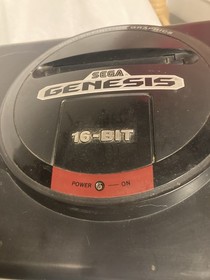 SEGA
GENESIS
16-BIT
POWER ON